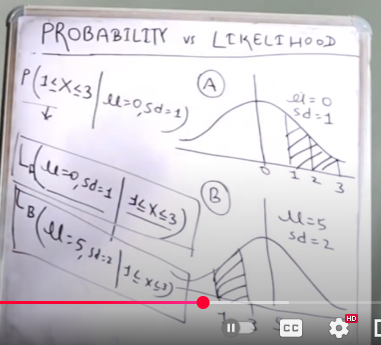 PROBABILITY vs LIKELIHOOD
P(1≤X≤3 | μ=0, sd=1)
A
μ=0
sd=1
0 1 2 3
L(μ=0, sd=1 | 1≤X≤3)
B
μ=5
sd=2
L_B(μ=5, sd=2 | 1≤X≤3)
3
CC
HD